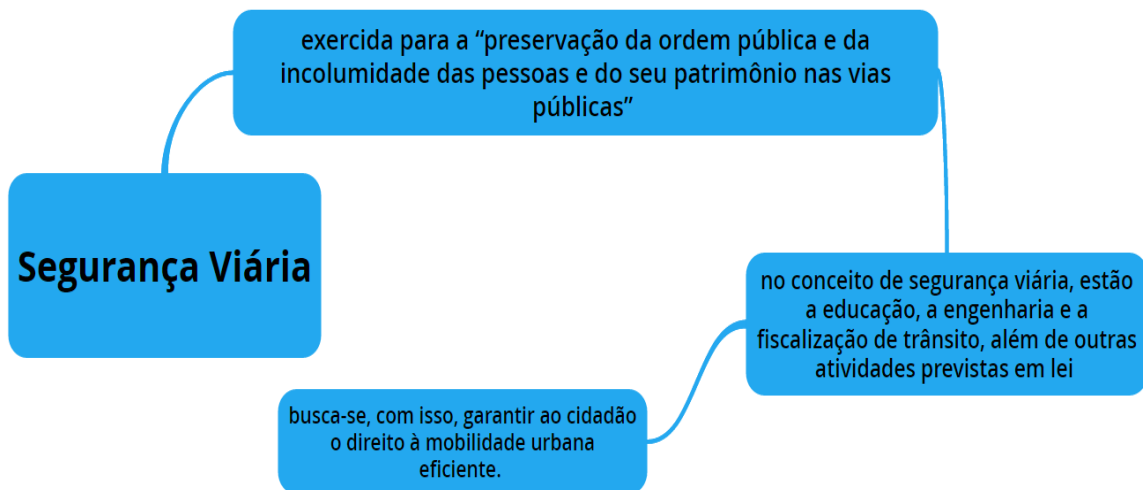 exercida para a “preservação da ordem pública e da
incolumidade das pessoas e do seu patrimônio nas vias
públicas”
Segurança Viária
no conceito de segurança viária, estão
a educação, a engenharia e a
fiscalização de trânsito, além de outras
atividades previstas em lei
busca-se, com isso, garantir ao cidadão
o direito à mobilidade urbana
eficiente.